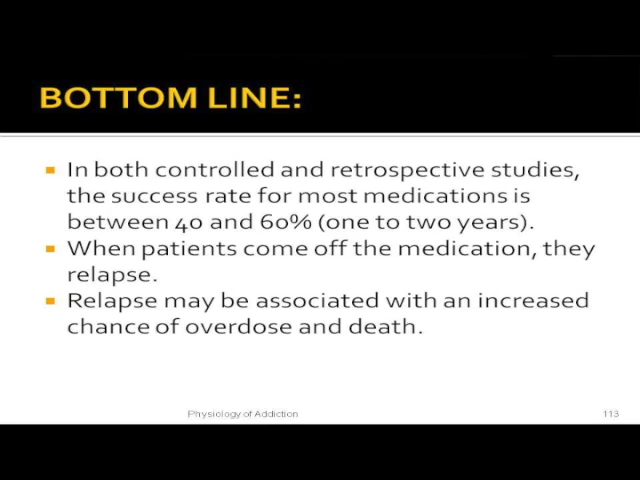 BOTTOM LINE:
▪ In both controlled and retrospective studies,
the success rate for most medications is
between 40 and 60% (one to two years).
▪ When patients come off the medication, they
relapse.
▪ Relapse may be associated with an increased
chance of overdose and death.
Physiology of Addiction
113